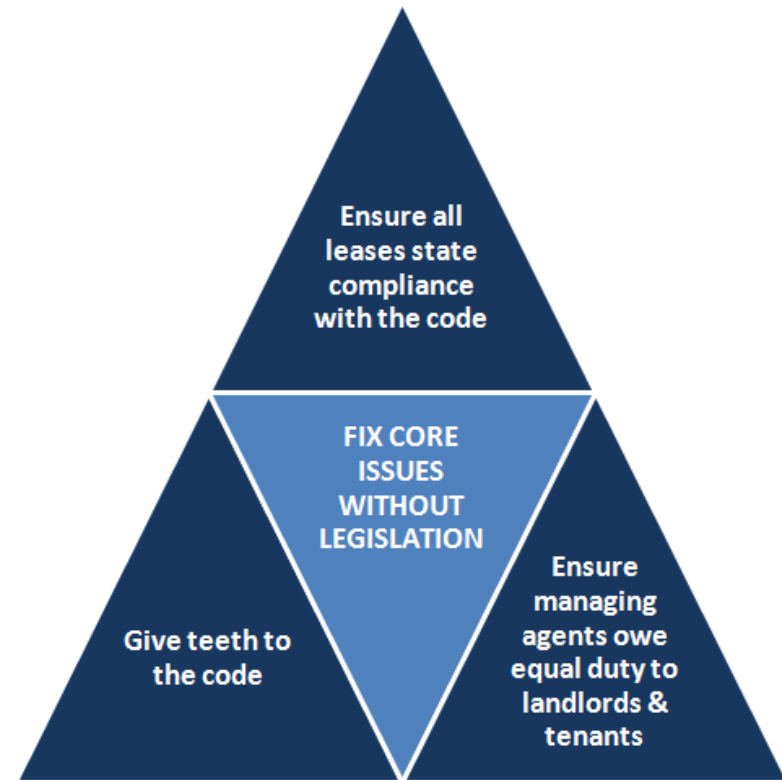 Ensure all
leases state
compliance
with the code
FIX CORE
ISSUES
WITHOUT
LEGISLATION
Give teeth to
the code
Ensure
managing
agents owe
equal duty to
landlords &
tenants